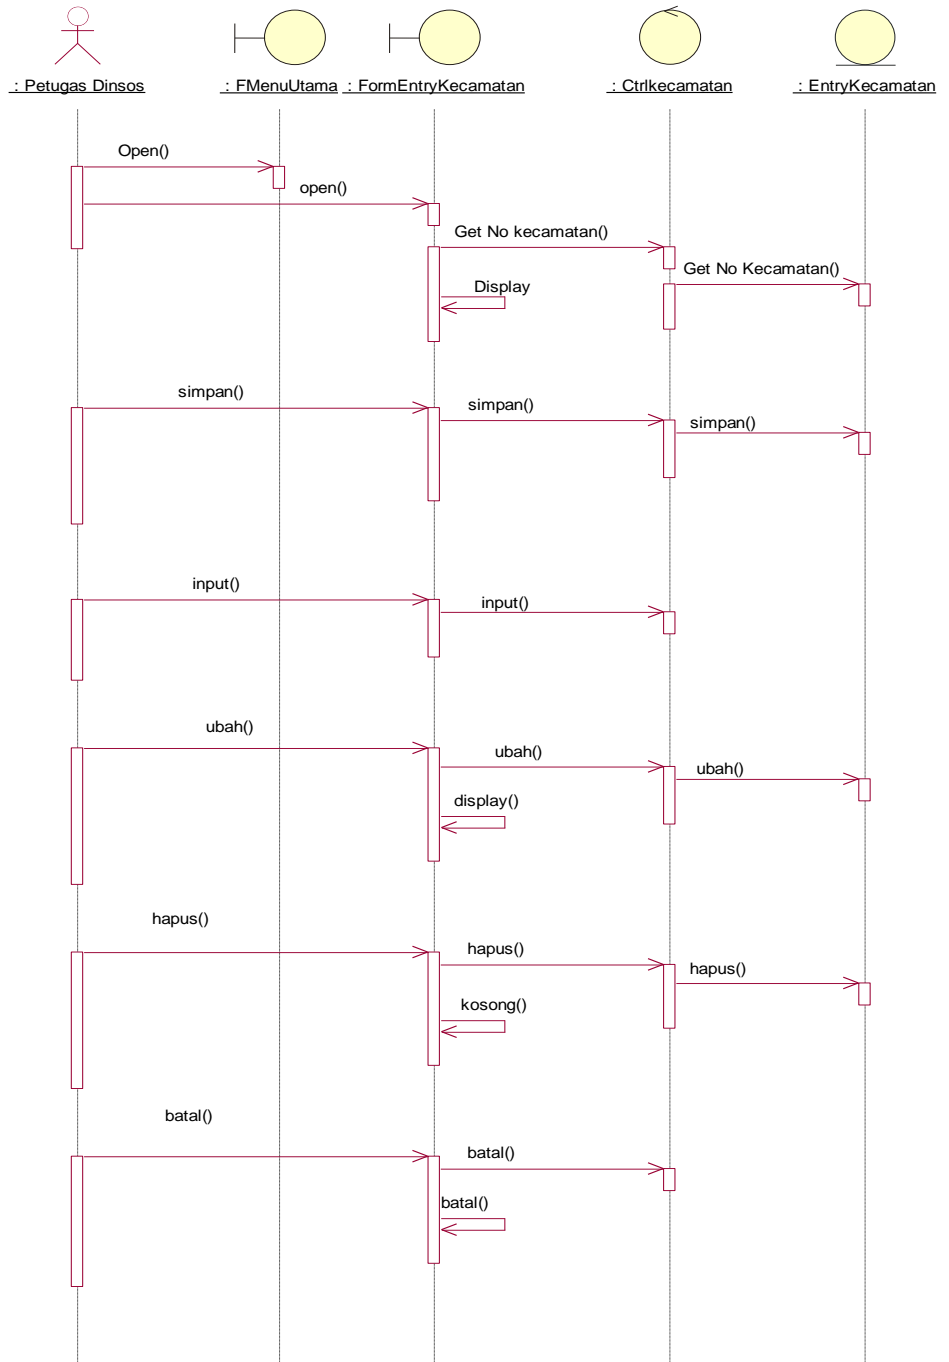 : Petugas Dinsos
: FMenuUtama
: FormEntryKecamatan
: Ctrlkecamatan
: EntryKecamatan
Open()
open()
Get No kecamatan()
Get No Kecamatan()
Display
simpan()
simpan()
simpan()
input()
input()
ubah()
ubah()
ubah()
display()
hapus()
hapus()
hapus()
kosong()
batal()
batal()
batal()